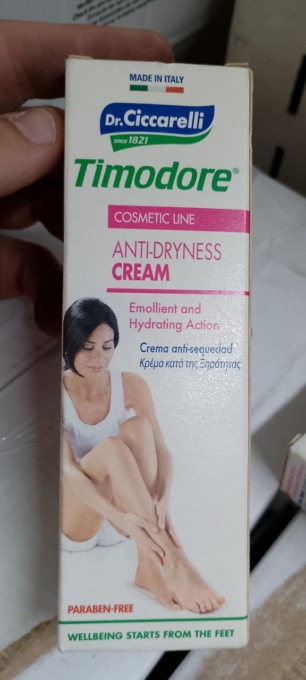 MADE IN ITALY
Dr.Ciccarelli
SINCE 1821
Timodore®
COSMETIC LINE
ANTI-DRYNESS
CREAM
Emollient and
Hydrating Action
Crema anti-sequedad
Κρέμα κατά της Ξηρότητας
PARABEN-FREE
WELLBEING STARTS FROM THE FEET